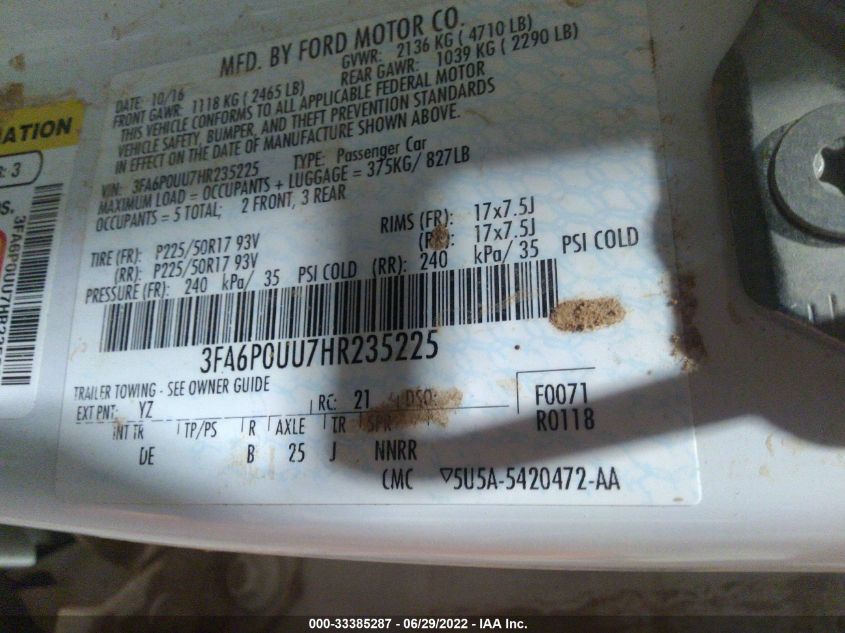 MFD. BY FORD MOTOR CO.
DATE: 10/16 GVWR: 2136 KG ( 4710 LB)
FRONT GAWR: 1118 KG ( 2465 LB) REAR GAWR: 1039 KG ( 2290 LB)
THIS VEHICLE CONFORMS TO ALL APPLICABLE FEDERAL MOTOR
VEHICLE SAFETY, BUMPER, AND THEFT PREVENTION STANDARDS
IN EFFECT ON THE DATE OF MANUFACTURE SHOWN ABOVE.
VIN: 3FA6P0UU7HR235225 TYPE: Passenger Car
MAXIMUM LOAD = OCCUPANTS + LUGGAGE = 375KG/ 827LB
OCCUPANTS = 5 TOTAL; 2 FRONT, 3 REAR
TIRE (FR): P225/50R17 93V RIMS (FR): 17x7.5J
(RR): P225/50R17 93V (RR): 17x7.5J
PRESSURE (FR): 240 kPa/ 35 PSI COLD (RR): 240 kPa/ 35 PSI COLD
3FA6P0UU7HR235225
TRAILER TOWING - SEE OWNER GUIDE
EXT PNT: YZ RC: 21 DSO: F0071
R0118
INT TR TP/PS R AXLE TR SPR
DE B 25 J NNRR
CMC ▽5U5A-5420472-AA
MATION
: 3
S.
000-33385287 - 06/29/2022 - IAA Inc.